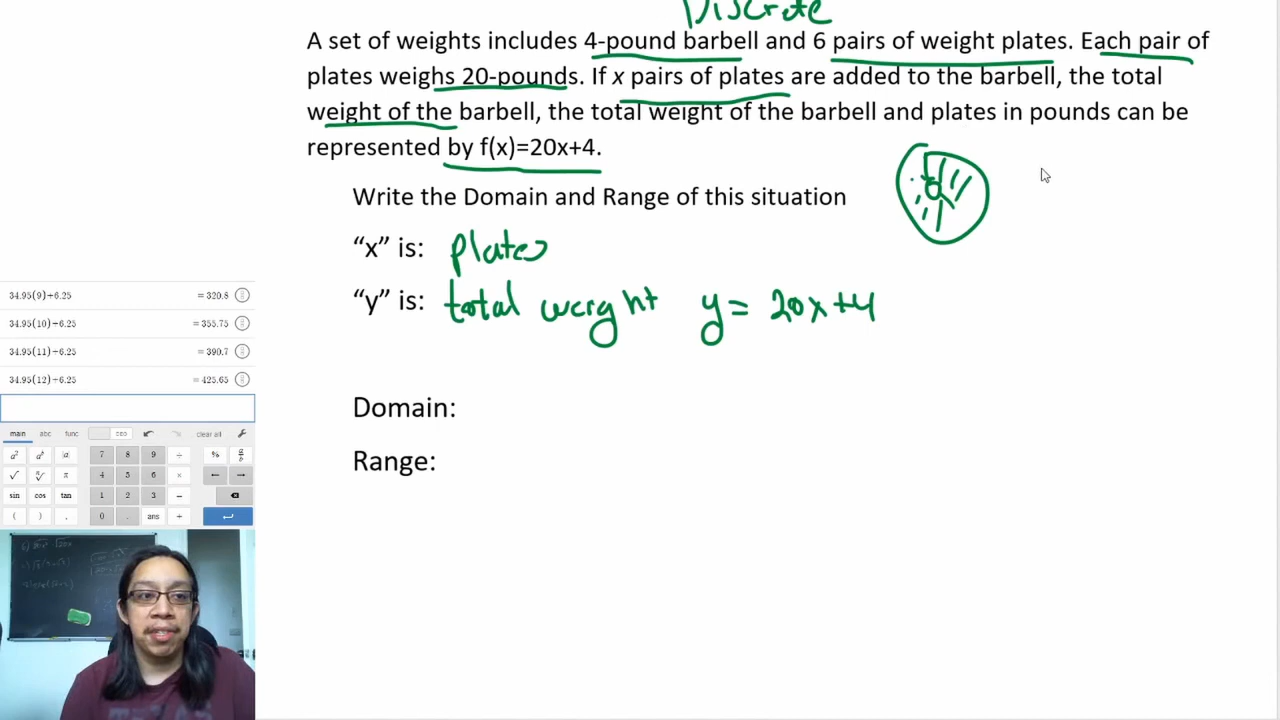 Discrete
A set of weights includes 4-pound barbell and 6 pairs of weight plates. Each pair of
plates weighs 20-pounds. If x pairs of plates are added to the barbell, the total
weight of the barbell, the total weight of the barbell and plates in pounds can be
represented by f(x)=20x+4.
Write the Domain and Range of this situation
“x” is: plates
“y” is: total weight y= 20x+4
Domain:
Range:
34.95(9)+6.25 = 320.8
34.95(10)+6.25 = 355.75
34.95(11)+6.25 = 390.7
34.95(12)+6.25 = 425.65
main abc func clear all
a² aᵇ |a| 7 8 9 ÷ % a/b
√ ⁿ√ π 4 5 6 × ← →
sin cos tan 1 2 3 −
( ) , 0 . ans +